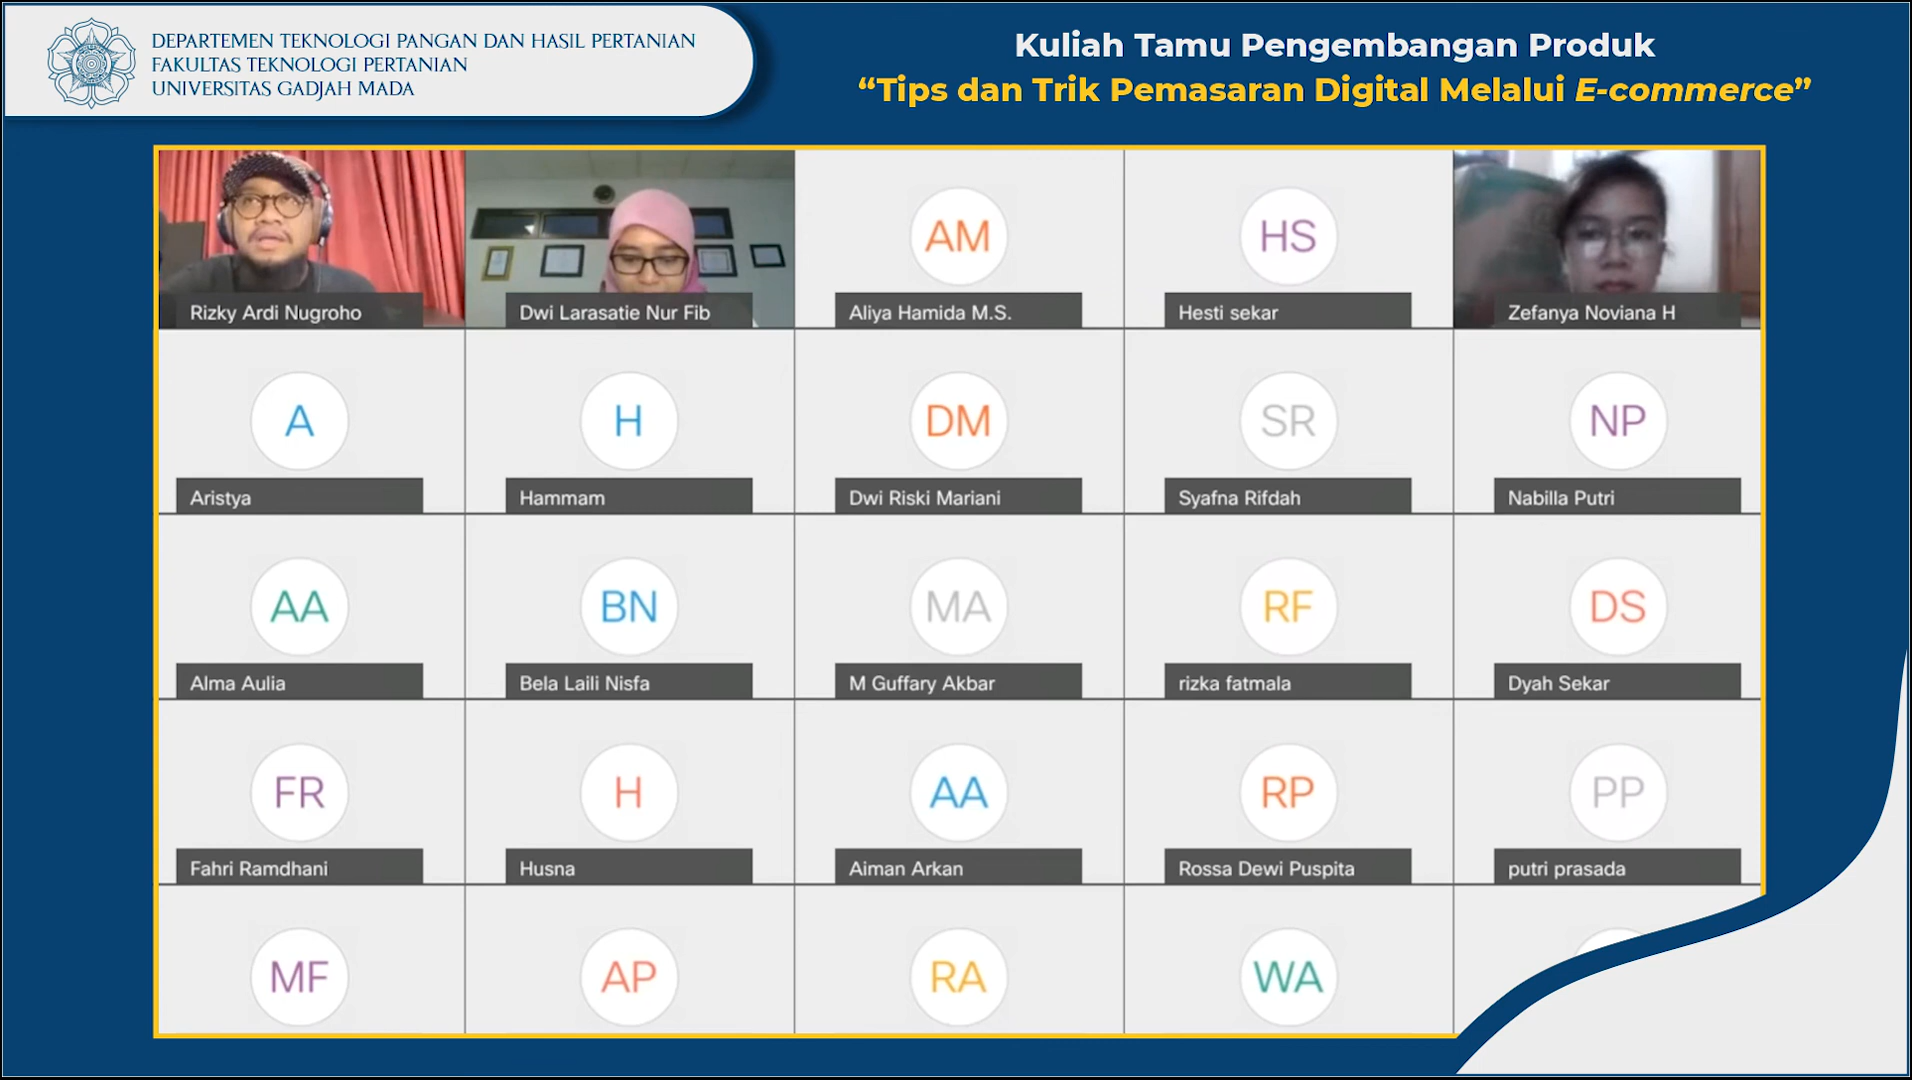 DEPARTEMEN TEKNOLOGI PANGAN DAN HASIL PERTANIAN
FAKULTAS TEKNOLOGI PERTANIAN
UNIVERSITAS GADJAH MADA
Kuliah Tamu Pengembangan Produk
“Tips dan Trik Pemasaran Digital Melalui E-commerce”
AM
HS
Rizky Ardi Nugroho
Dwi Larasatie Nur Fib
Aliya Hamida M.S.
Hesti sekar
Zefanya Noviana H
A
H
DM
SR
NP
Aristya
Hammam
Dwi Riski Mariani
Syafna Rifdah
Nabilla Putri
AA
BN
MA
RF
DS
Alma Aulia
Bela Laili Nisfa
M Guffary Akbar
rizka fatmala
Dyah Sekar
FR
H
AA
RP
PP
Fahri Ramdhani
Husna
Aiman Arkan
Rossa Dewi Puspita
putri prasada
MF
AP
RA
WA